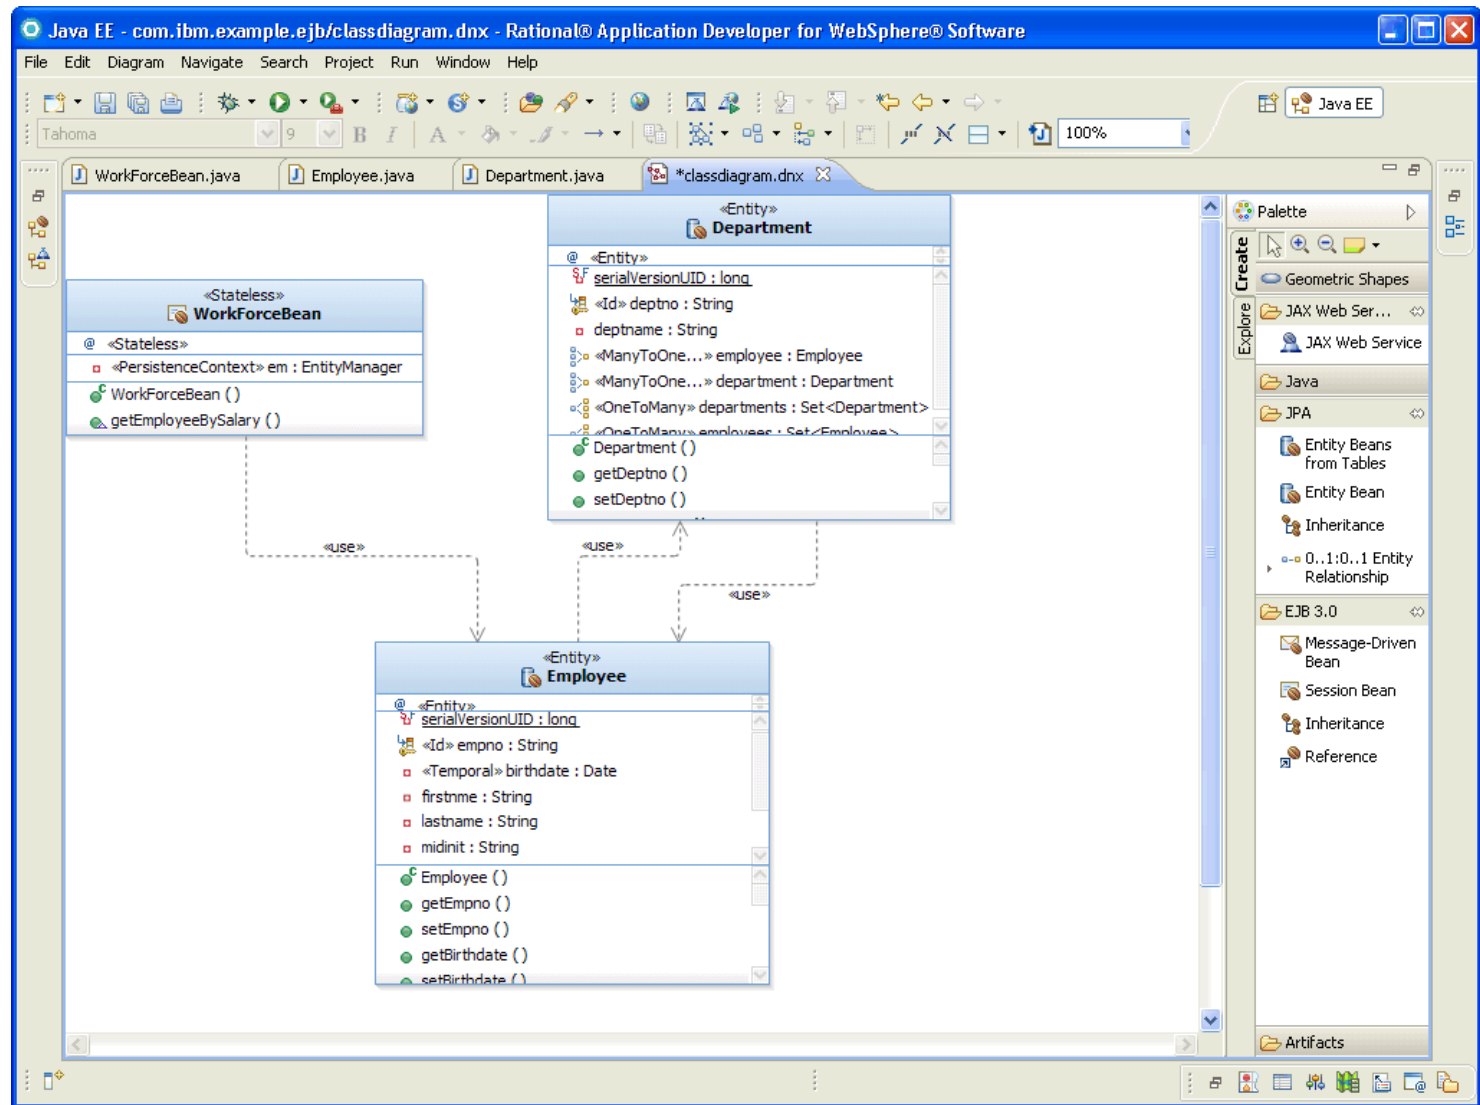 Java EE - com.ibm.example.ejb/classdiagram.dnx - Rational® Application Developer for WebSphere® Software
File Edit Diagram Navigate Search Project Run Window Help
Java EE
Tahoma 9 B I A 100%
WorkForceBean.java Employee.java Department.java *classdiagram.dnx
«Entity»
Department
@ «Entity»
serialVersionUID : long
«Id» deptno : String
deptname : String
«ManyToOne...» employee : Employee
«ManyToOne...» department : Department
«OneToMany» departments : Set<Department>
«OneToMany» employees : Set<Employee>
Department ( )
getDeptno ( )
setDeptno ( )
«Stateless»
WorkForceBean
@ «Stateless»
«PersistenceContext» em : EntityManager
WorkForceBean ( )
getEmployeeBySalary ( )
«use»
«use»
«use»
«Entity»
Employee
@ «Entity»
serialVersionUID : long
«Id» empno : String
«Temporal» birthdate : Date
firstnme : String
lastname : String
midinit : String
Employee ( )
getEmpno ( )
setEmpno ( )
getBirthdate ( )
setBirthdate ( )
Palette
Create
Explore
Geometric Shapes
JAX Web Ser...
JAX Web Service
Java
JPA
Entity Beans
from Tables
Entity Bean
Inheritance
0..1:0..1 Entity
Relationship
EJB 3.0
Message-Driven
Bean
Session Bean
Inheritance
Reference
Artifacts